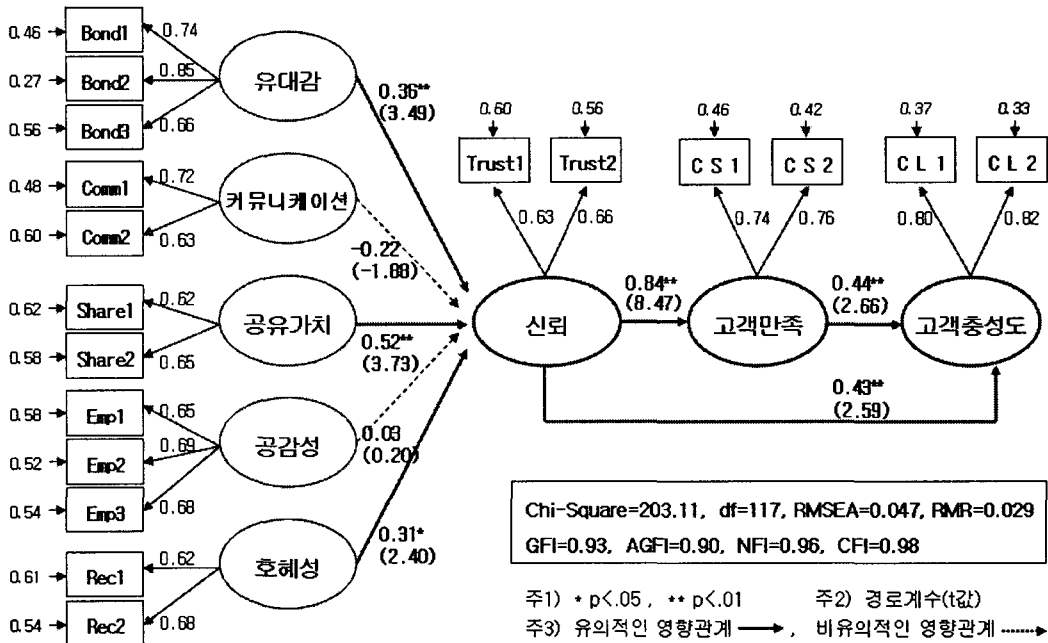 0.46 Bond1 0.74
0.27 Bond2 0.85
0.56 Bond3 0.66
유대감
0.36**
(3.49)
0.48 Comm1 0.72
0.60 Comm2 0.63
커뮤니케이션
-0.22
(-1.88)
0.62 Share1 0.62
0.58 Share2 0.65
공유가치
0.52**
(3.73)
0.58 Emp1 0.65
0.52 Emp2 0.69
0.54 Emp3 0.68
공감성
0.03
(0.20)
0.61 Rec1 0.62
0.54 Rec2 0.68
호혜성
0.31*
(2.40)
0.60 0.56 0.46 0.42 0.37 0.33
Trust1 Trust2 CS1 CS2 CL1 CL2
0.63 0.66 0.74 0.76 0.80 0.82
신뢰
0.84**
(8.47)
고객만족
0.44**
(2.66)
고객충성도
0.43**
(2.59)
Chi-Square=203.11, df=117, RMSEA=0.047, RMR=0.029
GFI=0.93, AGFI=0.90, NFI=0.96, CFI=0.98
주1) * p<.05 , ** p<.01 주2) 경로계수(t값)
주3) 유의적인 영향관계 , 비유의적인 영향관계